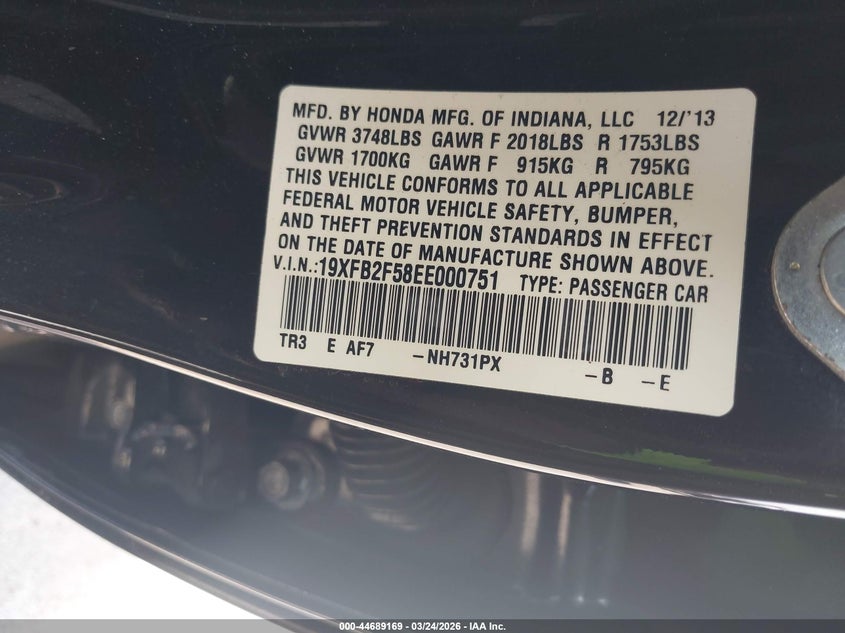 MFD. BY HONDA MFG. OF INDIANA, LLC 12/'13
GVWR 3748LBS GAWR F 2018LBS R 1753LBS
GVWR 1700KG GAWR F 915KG R 795KG
THIS VEHICLE CONFORMS TO ALL APPLICABLE
FEDERAL MOTOR VEHICLE SAFETY, BUMPER,
AND THEFT PREVENTION STANDARDS IN EFFECT
ON THE DATE OF MANUFACTURE SHOWN ABOVE.
V.I.N.:19XFB2F58EE000751 TYPE: PASSENGER CAR
TR3 E AF7 -NH731PX -B -E
000-44689169 - 03/24/2026 - IAA Inc.